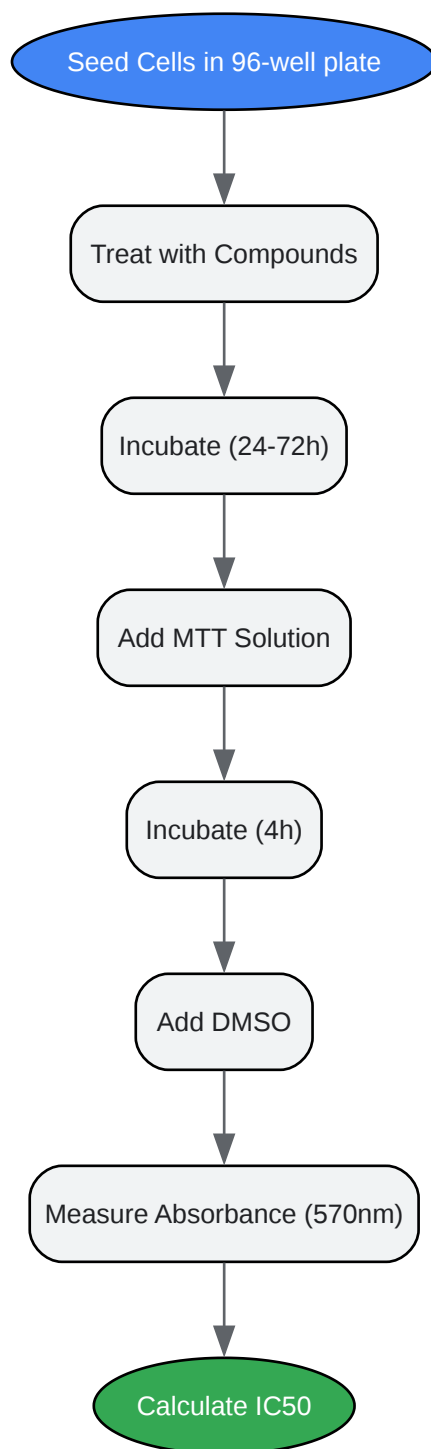 Seed Cells in 96-well plate
Treat with Compounds
Incubate (24-72h)
Add MTT Solution
Incubate (4h)
Add DMSO
Measure Absorbance (570nm)
Calculate IC50